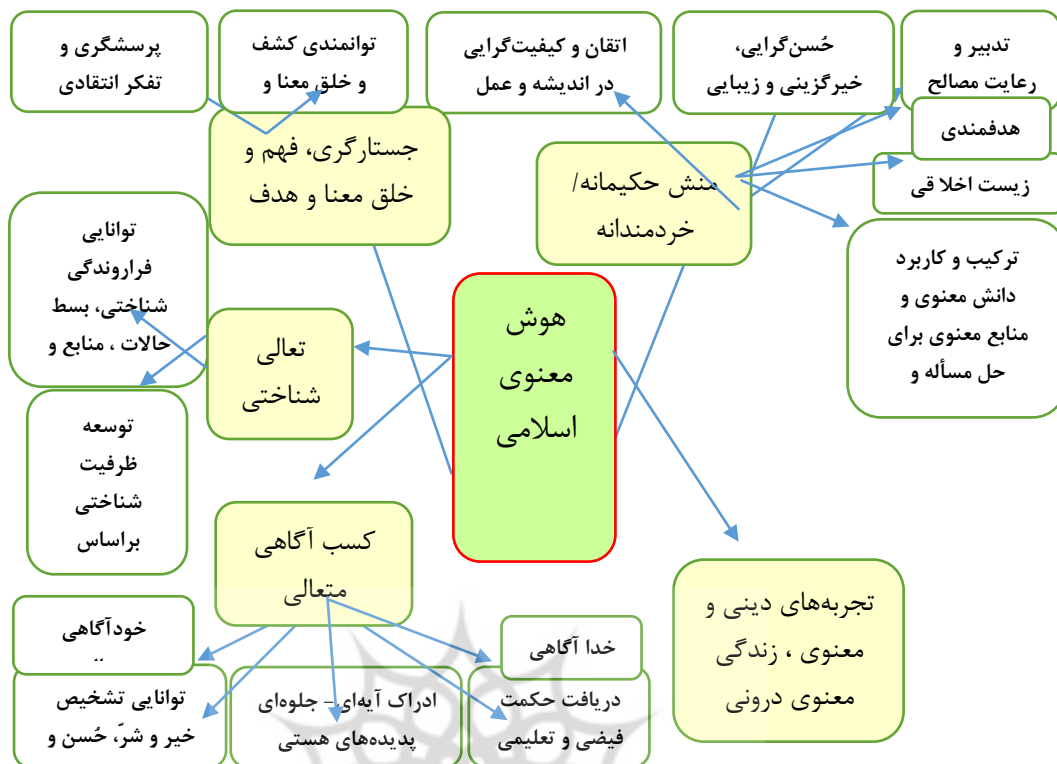 تدبیر و
رعایت مصالح
حُسن‌گرایی،
خیرگزینی و زیبایی
اتقان و کیفیت‌گرایی
در اندیشه و عمل
توانمندی کشف
و خلق معنا و
پرسشگری و
تفکر انتقادی
هدفمندی
زیست اخلاقی
منش حکیمانه/
خردمندانه
جستارگری، فهم و
خلق معنا و هدف
ترکیب و کاربرد
دانش معنوی و
منابع معنوی برای
حل مسأله و
هوش
معنوی
اسلامی
تعالی
شناختی
توانایی
فراروندگی
شناختی، بسط
حالات ، منابع و
توسعه
ظرفیت
شناختی
براساس
کسب آگاهی
متعالی
تجربه‌های دینی و
معنوی ، زندگی
معنوی درونی
خدا آگاهی
دریافت حکمت
فیضی و تعلیمی
ادراک آیه‌ای- جلوه‌ای
پدیده‌های هستی
خودآگاهی
توانایی تشخیص
خیر و شرّ، حُسن و